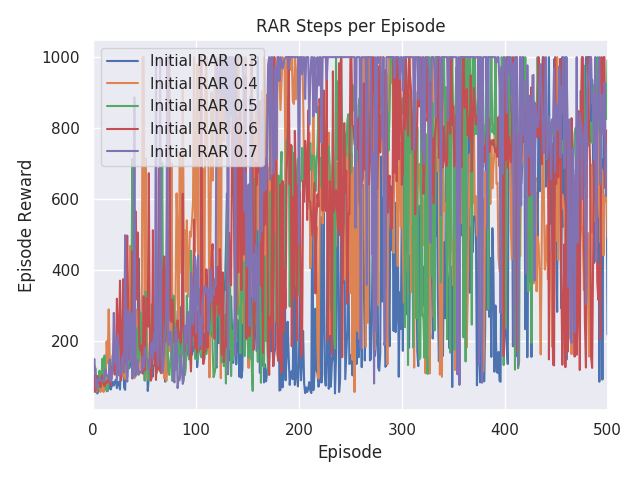 RAR Steps per Episode
Episode Reward
1000
800
600
400
200
Initial RAR 0.3
Initial RAR 0.4
Initial RAR 0.5
Initial RAR 0.6
Initial RAR 0.7
0 100 200 300 400 500
Episode